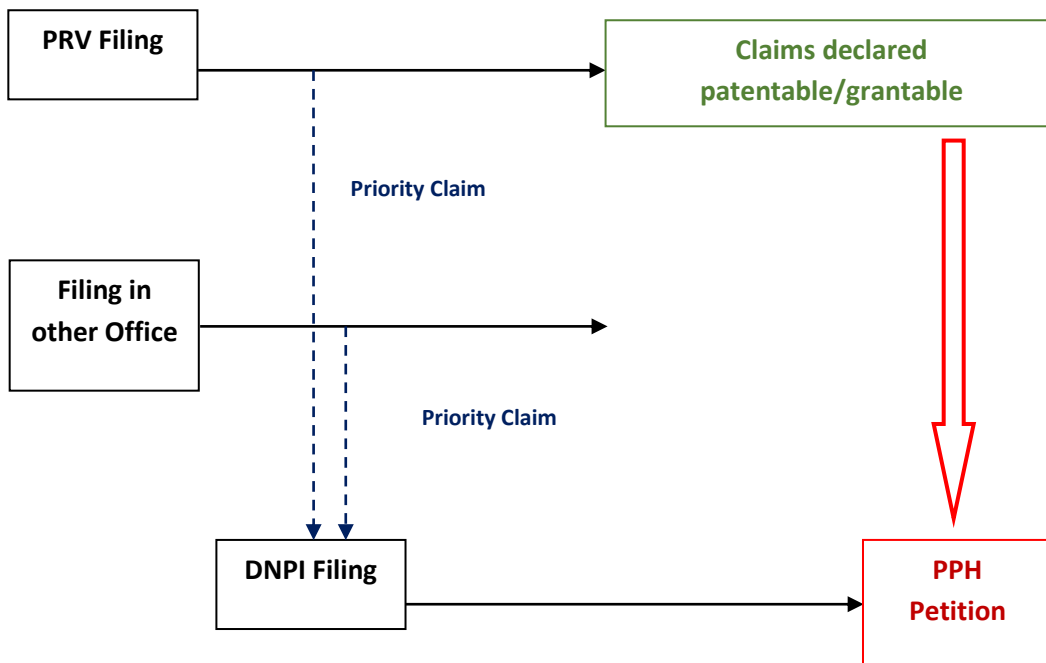 PRV Filing
Claims declared
patentable/grantable
Priority Claim
Filing in
other Office
Priority Claim
DNPI Filing
PPH
Petition